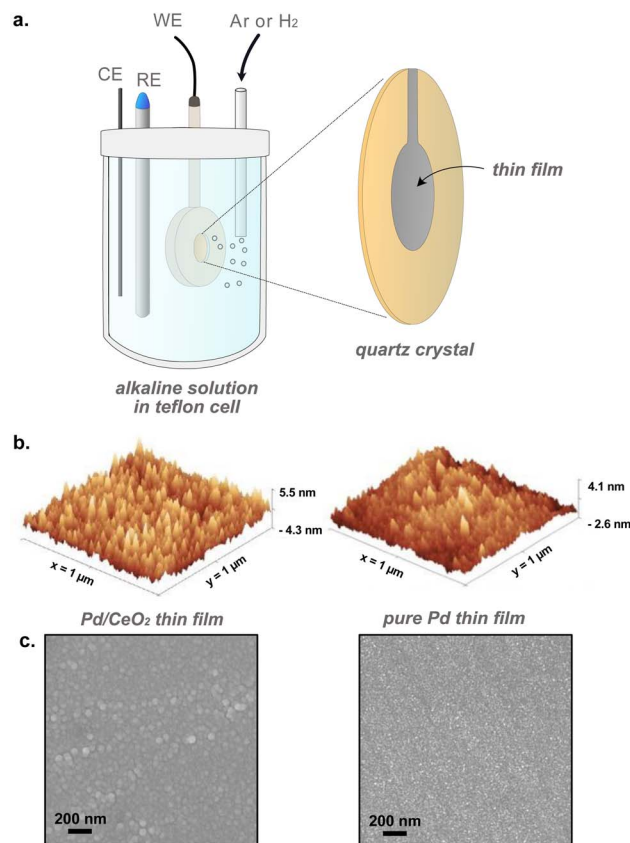 a.
WE
Ar or H₂
CE
RE
thin film
quartz crystal
alkaline solution
in teflon cell
b.
5.5 nm
- 4.3 nm
x = 1 µm
y = 1 µm
4.1 nm
- 2.6 nm
x = 1 µm
y = 1 µm
Pd/CeO₂ thin film
pure Pd thin film
c.
200 nm
200 nm